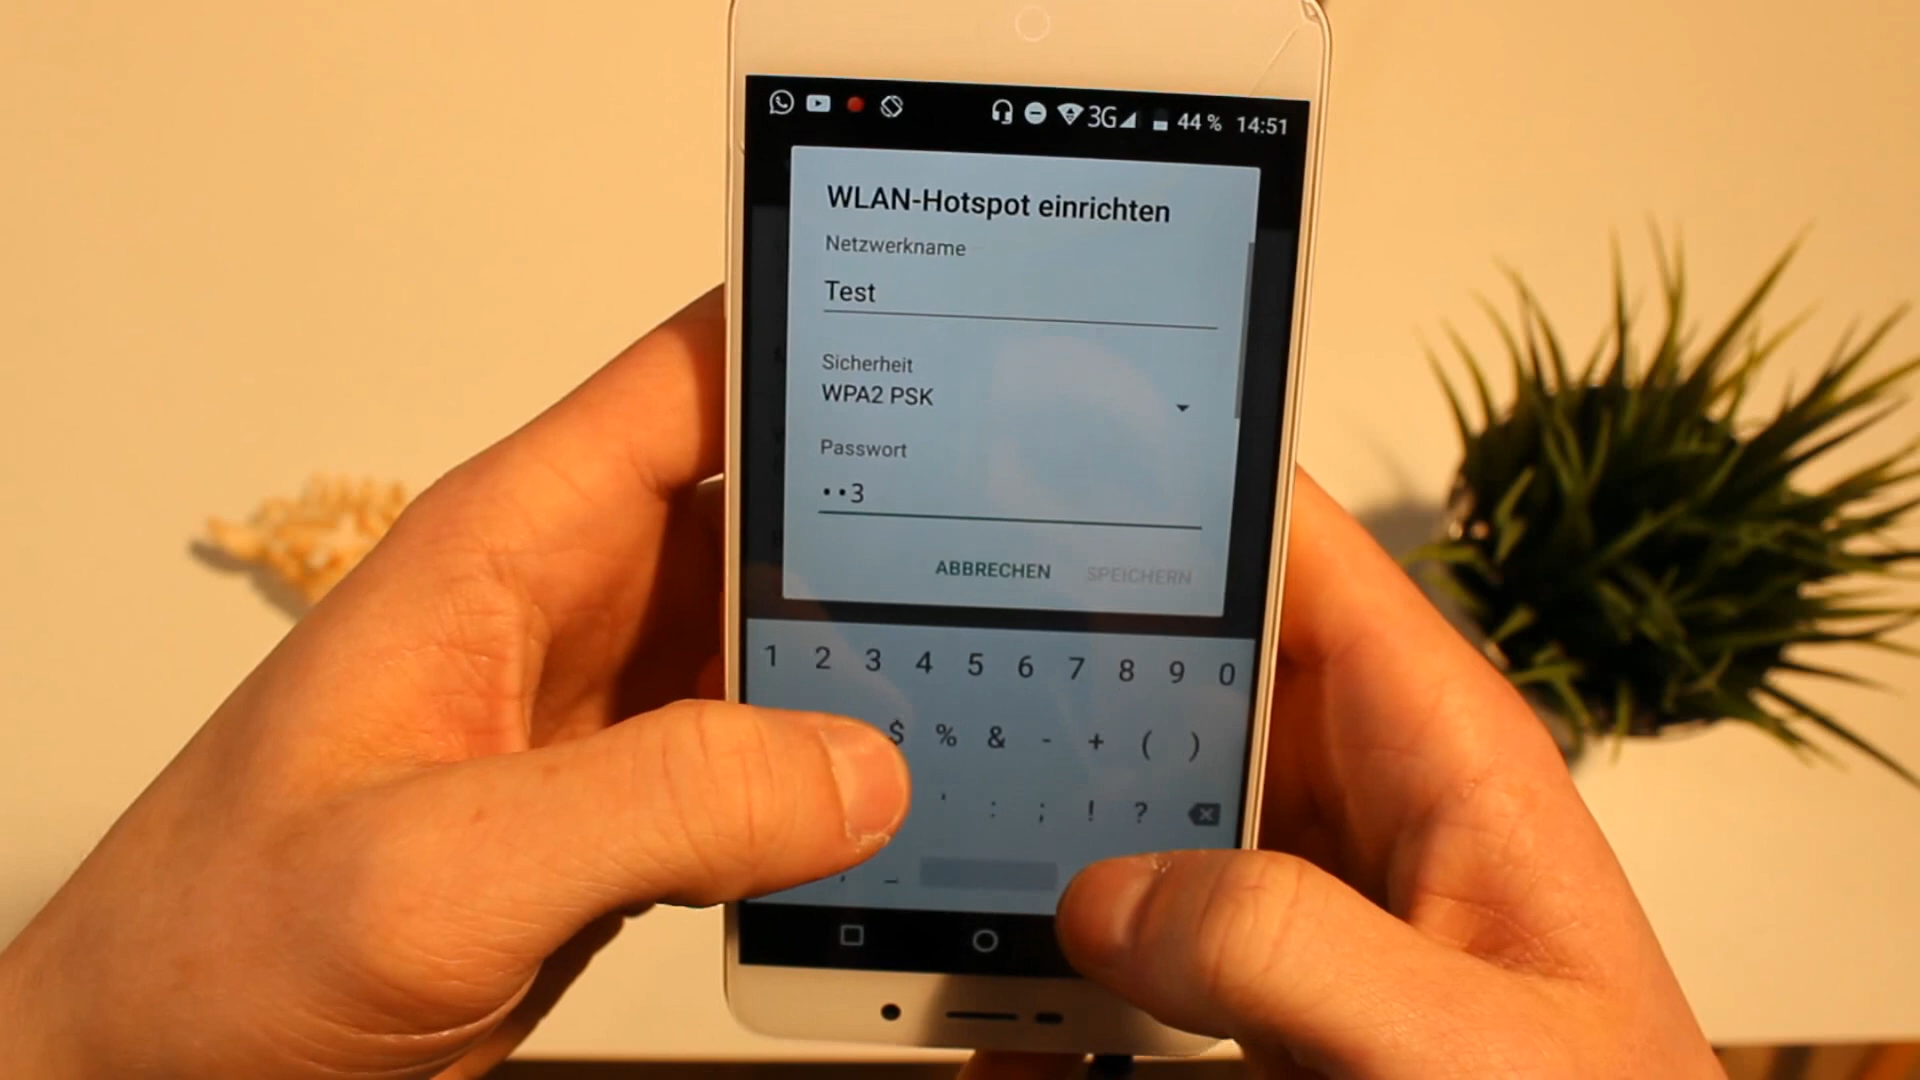 3G 44 % 14:51
WLAN-Hotspot einrichten
Netzwerkname
Test
Sicherheit
WPA2 PSK
Passwort
••3
ABBRECHEN SPEICHERN
1 2 3 4 5 6 7 8 9 0
$ % & - + ( )
' : ; ! ?
, _